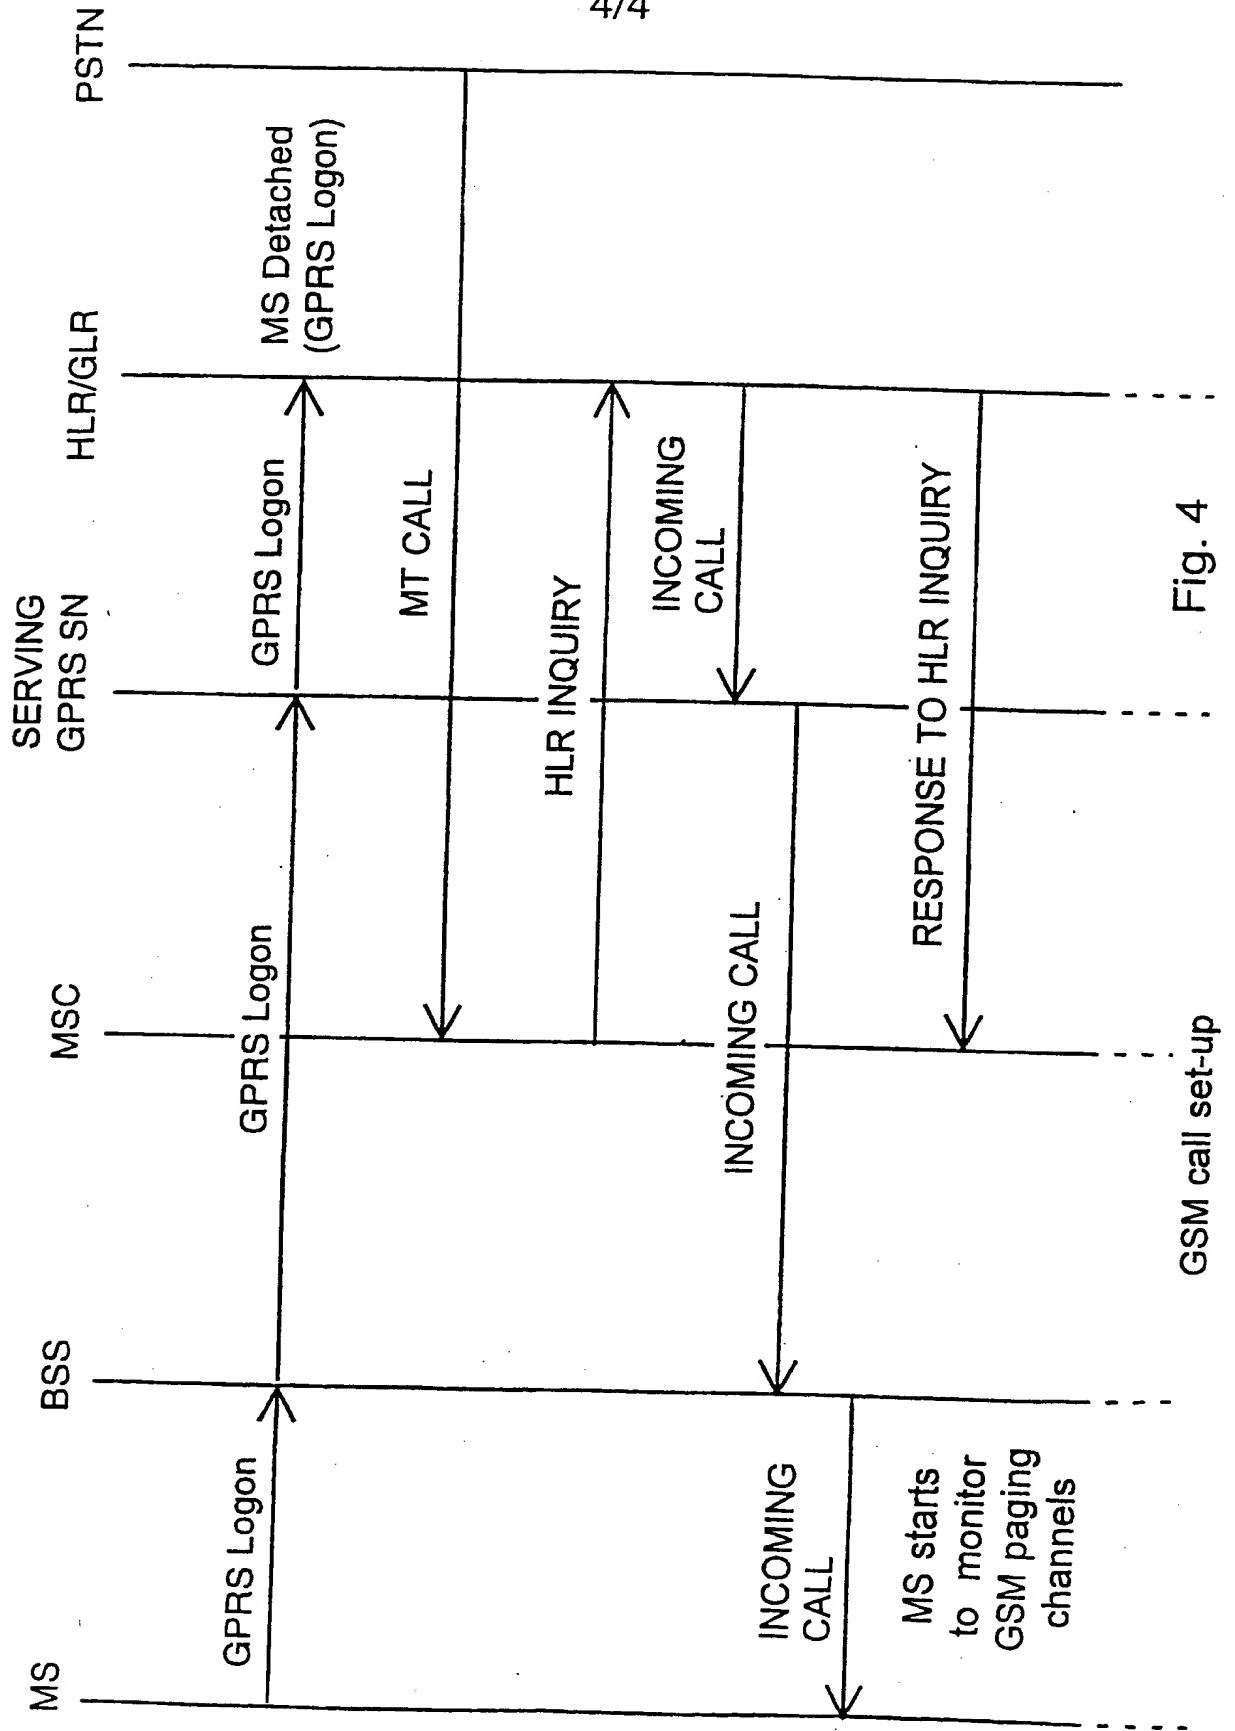 4/4
MS
BSS
MSC
SERVING
GPRS SN
HLR/GLR
PSTN
GPRS Logon
GPRS Logon
GPRS Logon
MS Detached
(GPRS Logon)
MT CALL
HLR INQUIRY
INCOMING
CALL
INCOMING CALL
INCOMING
CALL
MS starts
to monitor
GSM paging
channels
RESPONSE TO HLR INQUIRY
GSM call set-up
Fig. 4